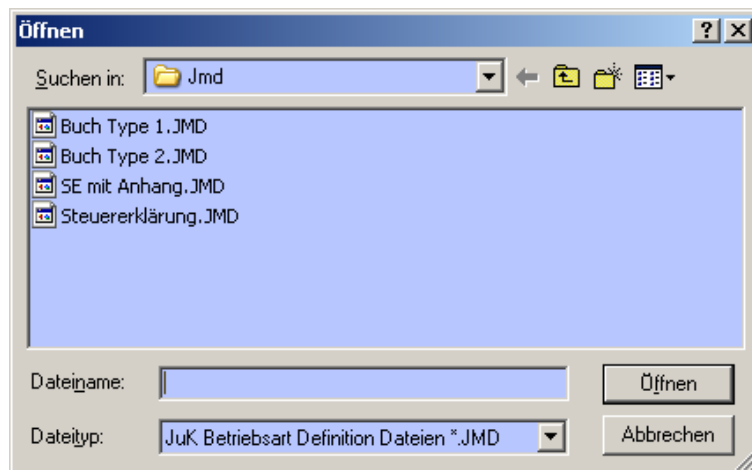 Öffnen
Suchen in: Jmd
Buch Type 1.JMD
Buch Type 2.JMD
SE mit Anhang.JMD
Steuererklärung.JMD
Dateiname: Öffnen
Dateityp: JuK Betriebsart Definition Dateien *.JMD Abbrechen